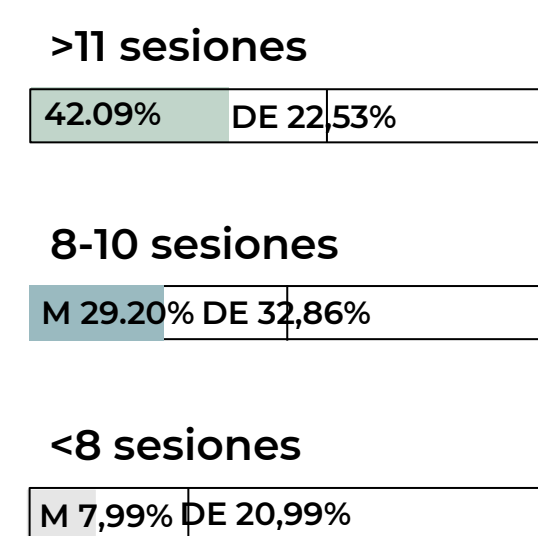 >11 sesiones
42.09% DE 22,53%
8-10 sesiones
M 29.20% DE 32,86%
<8 sesiones
M 7,99% DE 20,99%